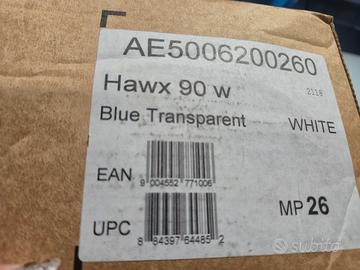 AE5006200260
Hawx 90 w
2118
Blue Transparent
WHITE
EAN
9 004552 771006
MP 26
UPC
8 84397 64485 2
subito